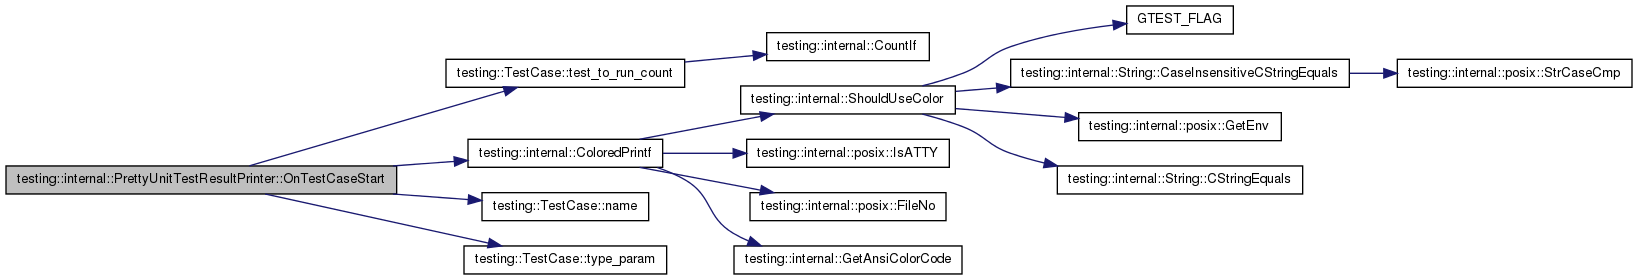 GTEST_FLAG
testing::internal::CountIf
testing::TestCase::test_to_run_count
testing::internal::String::CaseInsensitiveCStringEquals
testing::internal::posix::StrCaseCmp
testing::internal::ShouldUseColor
testing::internal::posix::GetEnv
testing::internal::ColoredPrintf
testing::internal::posix::IsATTY
testing::internal::PrettyUnitTestResultPrinter::OnTestCaseStart
testing::internal::String::CStringEquals
testing::TestCase::name
testing::internal::posix::FileNo
testing::TestCase::type_param
testing::internal::GetAnsiColorCode